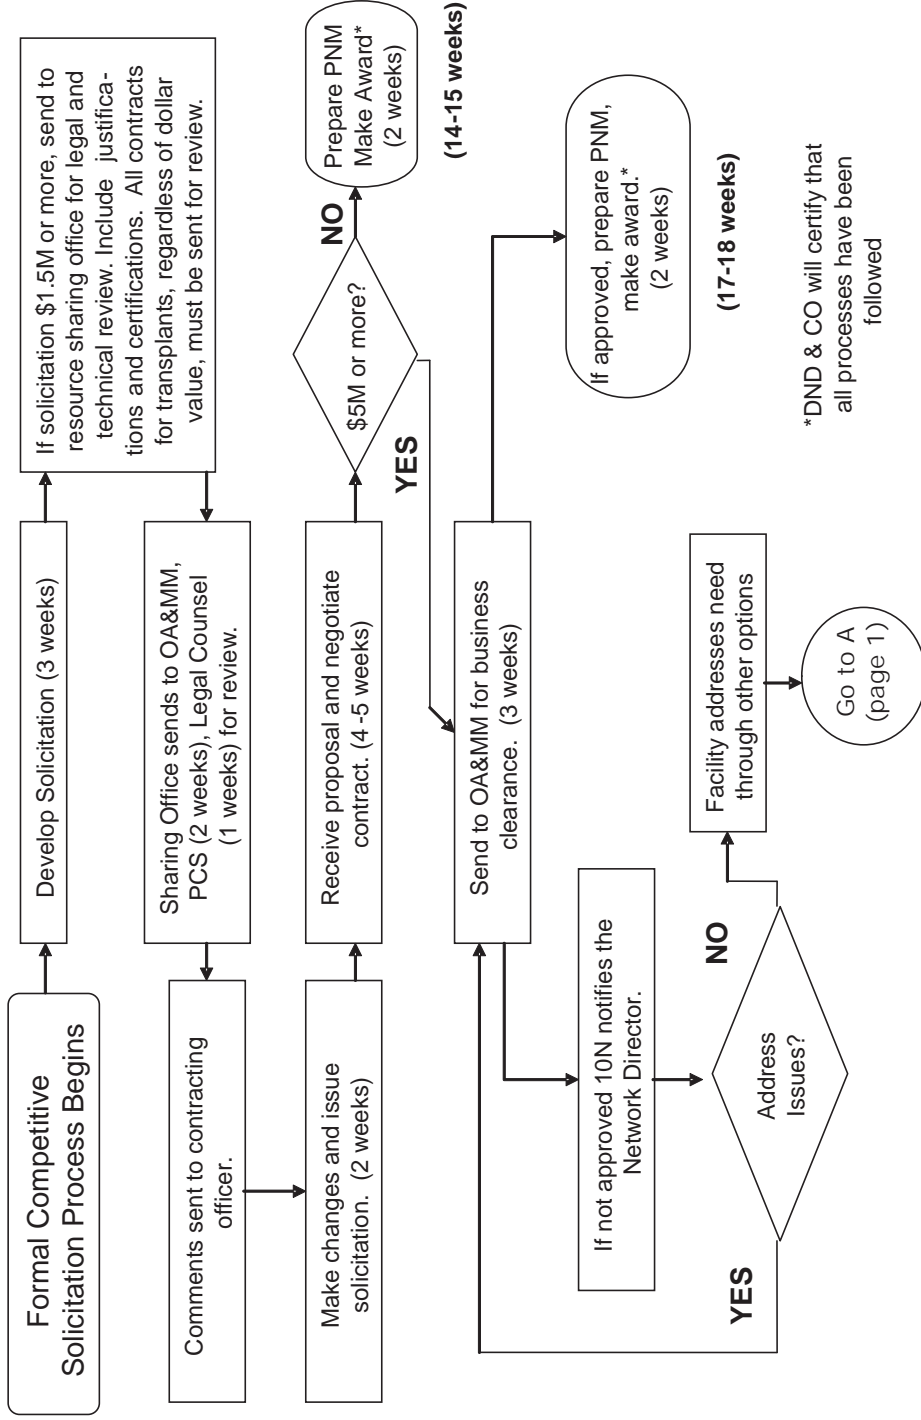 Formal Competitive
Solicitation Process Begins
Develop Solicitation (3 weeks)
If solicitation $1.5M or more, send to
resource sharing office for legal and
technical review. Include justifica-
tions and certifications. All contracts
for transplants, regardless of dollar
value, must be sent for review.
Sharing Office sends to OA&MM,
PCS (2 weeks), Legal Counsel
(1 weeks) for review.
Comments sent to contracting
officer.
Make changes and issue
solicitation. (2 weeks)
Receive proposal and negotiate
contract. (4 -5 weeks)
$5M or more?
NO
Prepare PNM
Make Award*
(2 weeks)
(14-15 weeks)
YES
Send to OA&MM for business
clearance. (3 weeks)
If approved, prepare PNM,
make award.*
(2 weeks)
(17-18 weeks)
If not approved 10N notifies the
Network Director.
Address
Issues?
YES
NO
Facility addresses need
through other options
Go to A
(page 1)
*DND & CO will certify that
all processes have been
followed